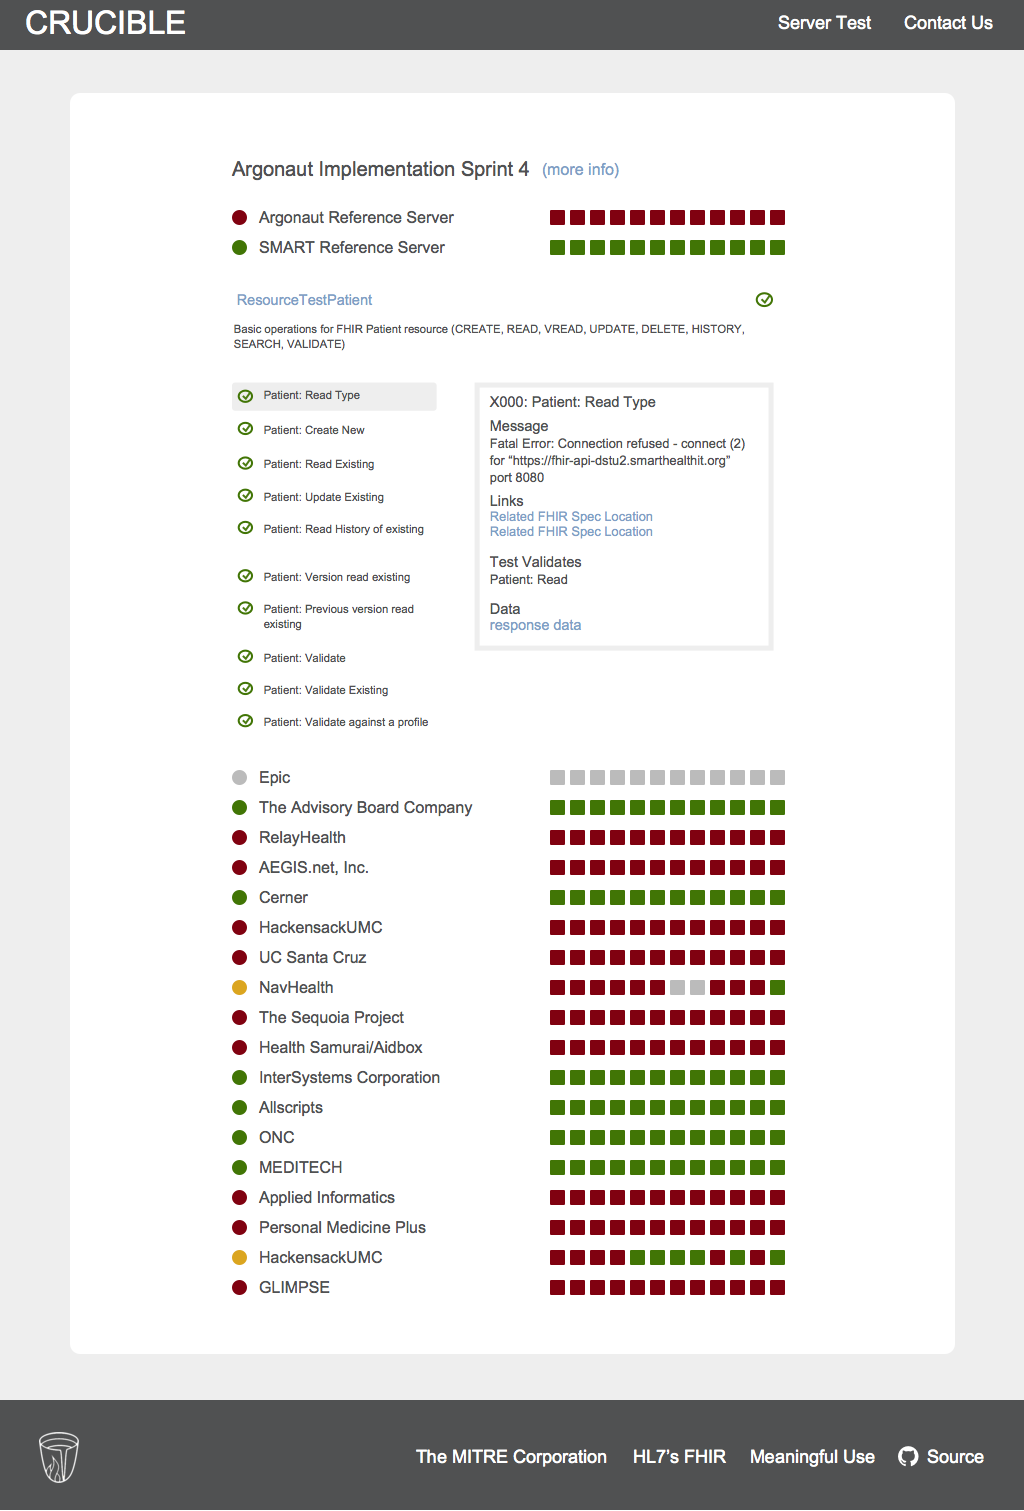 CRUCIBLE
Server Test
Contact Us
Argonaut Implementation Sprint 4 (more info)
Argonaut Reference Server
SMART Reference Server
ResourceTestPatient
Basic operations for FHIR Patient resource (CREATE, READ, VREAD, UPDATE, DELETE, HISTORY,
SEARCH, VALIDATE)
Patient: Read Type
Patient: Create New
Patient: Read Existing
Patient: Update Existing
Patient: Read History of existing
Patient: Version read existing
Patient: Previous version read
existing
Patient: Validate
Patient: Validate Existing
Patient: Validate against a profile
X000: Patient: Read Type
Message
Fatal Error: Connection refused - connect (2)
for “https://fhir-api-dstu2.smarthealthit.org”
port 8080
Links
Related FHIR Spec Location
Related FHIR Spec Location
Test Validates
Patient: Read
Data
response data
Epic
The Advisory Board Company
RelayHealth
AEGIS.net, Inc.
Cerner
HackensackUMC
UC Santa Cruz
NavHealth
The Sequoia Project
Health Samurai/Aidbox
InterSystems Corporation
Allscripts
ONC
MEDITECH
Applied Informatics
Personal Medicine Plus
HackensackUMC
GLIMPSE
The MITRE Corporation
HL7’s FHIR
Meaningful Use
Source